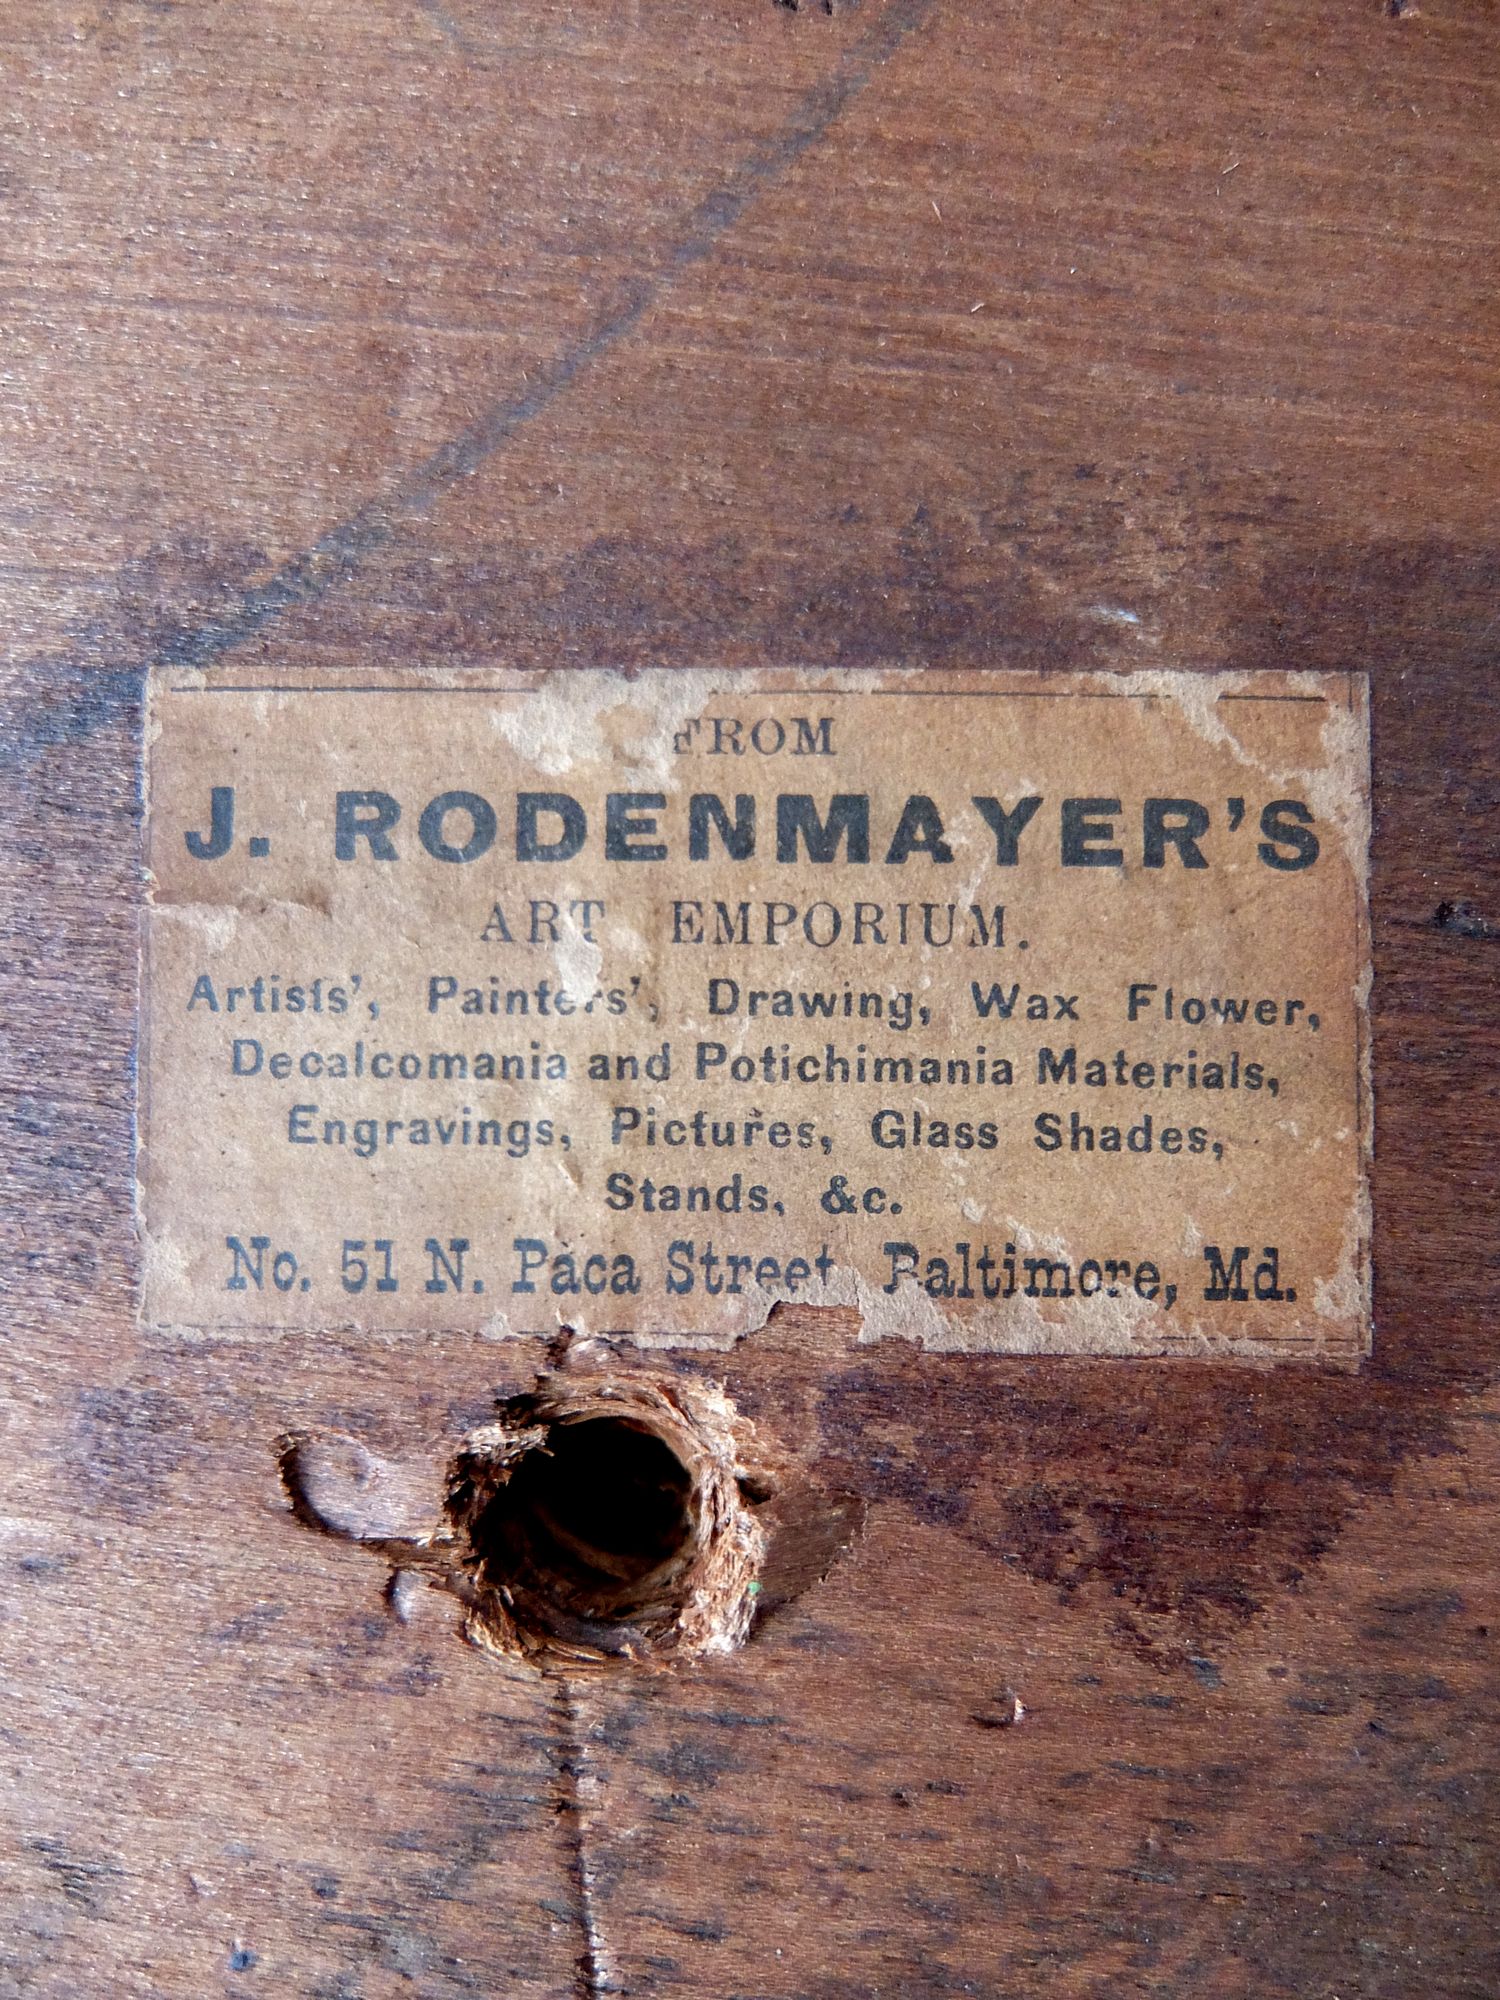 FROM
J. RODENMAYER'S
ART EMPORIUM.
Artists', Painters', Drawing, Wax Flower,
Decalcomania and Potichimania Materials,
Engravings, Pictures, Glass Shades,
Stands, &c.
No. 51 N. Paca Street, Baltimore, Md.